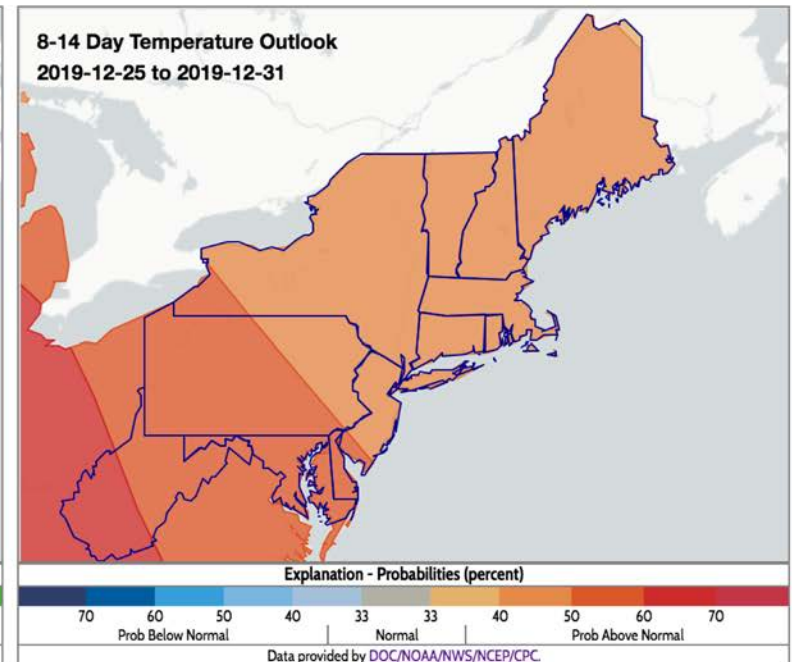 8-14 Day Temperature Outlook
2019-12-25 to 2019-12-31
Explanation - Probabilities (percent)
70 60 50 40 33 33 40 50 60 70
Prob Below Normal Normal Prob Above Normal
Data provided by DOC/NOAA/NWS/NCEP/CPC.